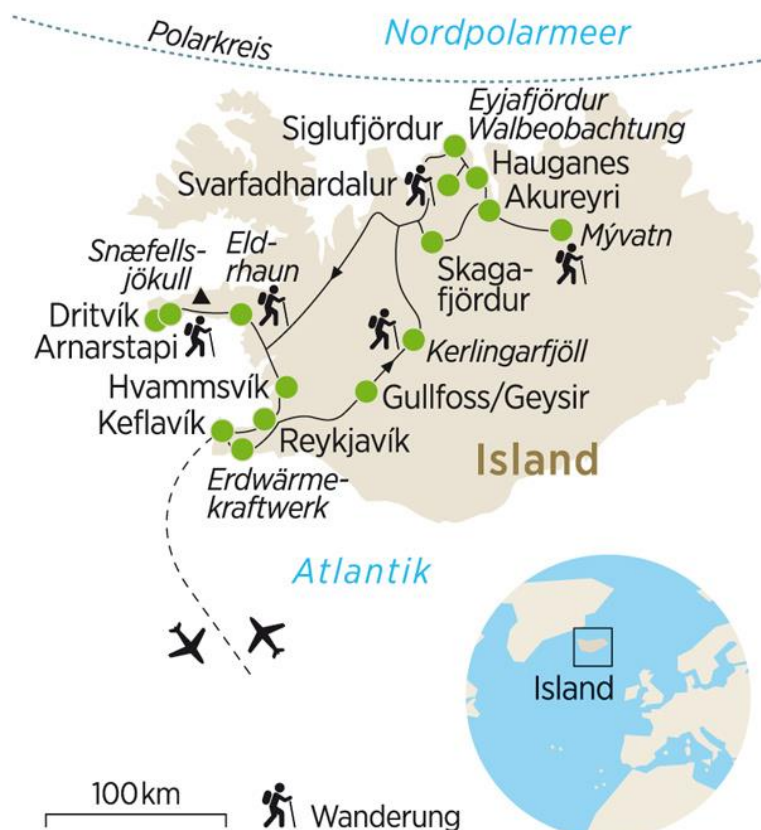 Nordpolarmeer
Polarkreis
Eyjafjördur
Walbeobachtung
Siglufjördur
Hauganes
Svarfadhardalur
Akureyri
Mývatn
Snæfells-
jökull
Eld-
rhaun
Skaga-
fjördur
Dritvík
Arnarstapi
Kerlingarfjöll
Hvammsvík
Gullfoss/Geysir
Keflavík
Reykjavík
Island
Erdwärme-
kraftwerk
Atlantik
Island
100 km
Wanderung